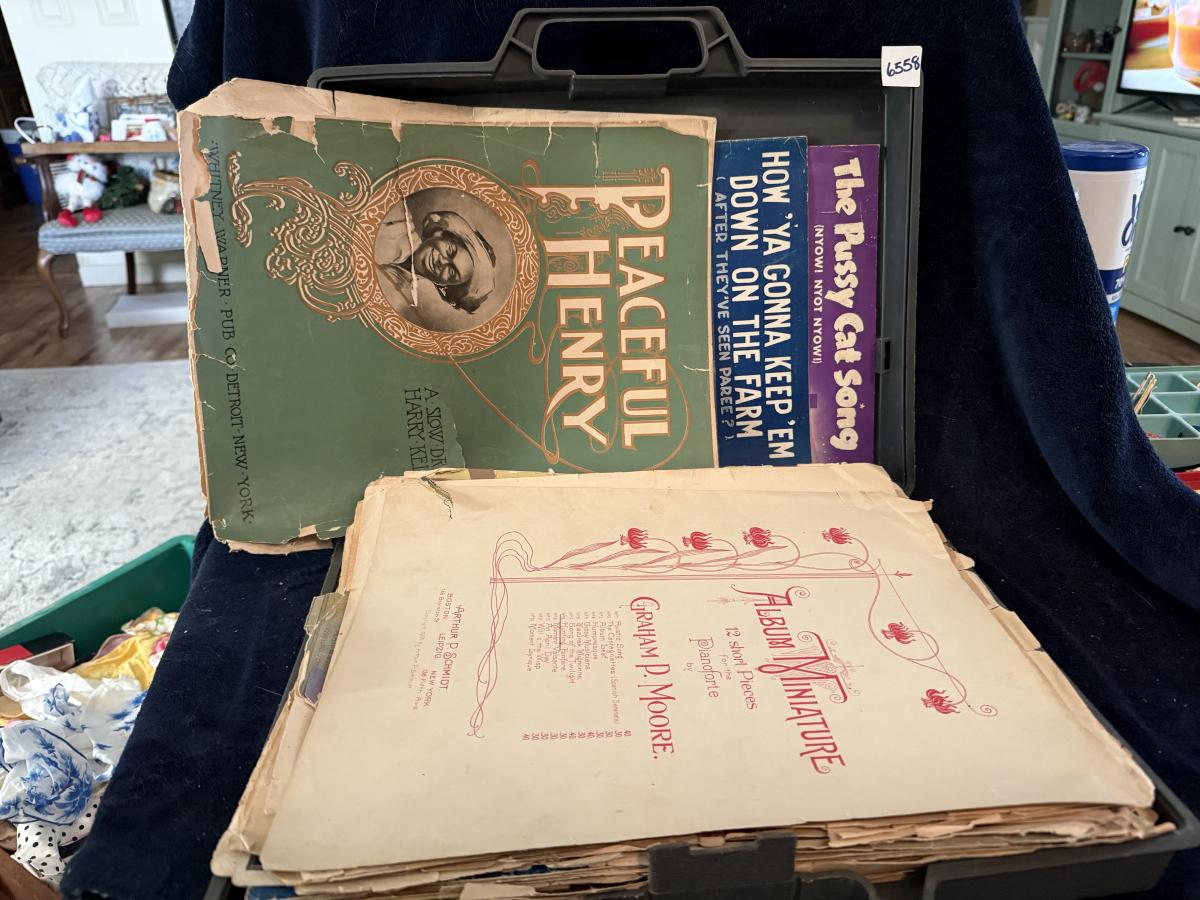 6558
PEACEFUL
HENRY
A SLOW DR
HARRY KEL
WHITNEY WARNER PUB CO DETROIT NEW YORK
HOW 'YA GONNA KEEP 'EM
DOWN ON THE FARM
(AFTER THEY'VE SEEN PAREE?)
The Pussy Cat Song
(NYOW! NYOT NYOW!)
ALBUM MINIATURE
12 short Pieces
for the
Pianoforte
by
GRAHAM P. MOORE.
ARTHUR P. SCHMIDT
BOSTON LEIPZIG NEW YORK